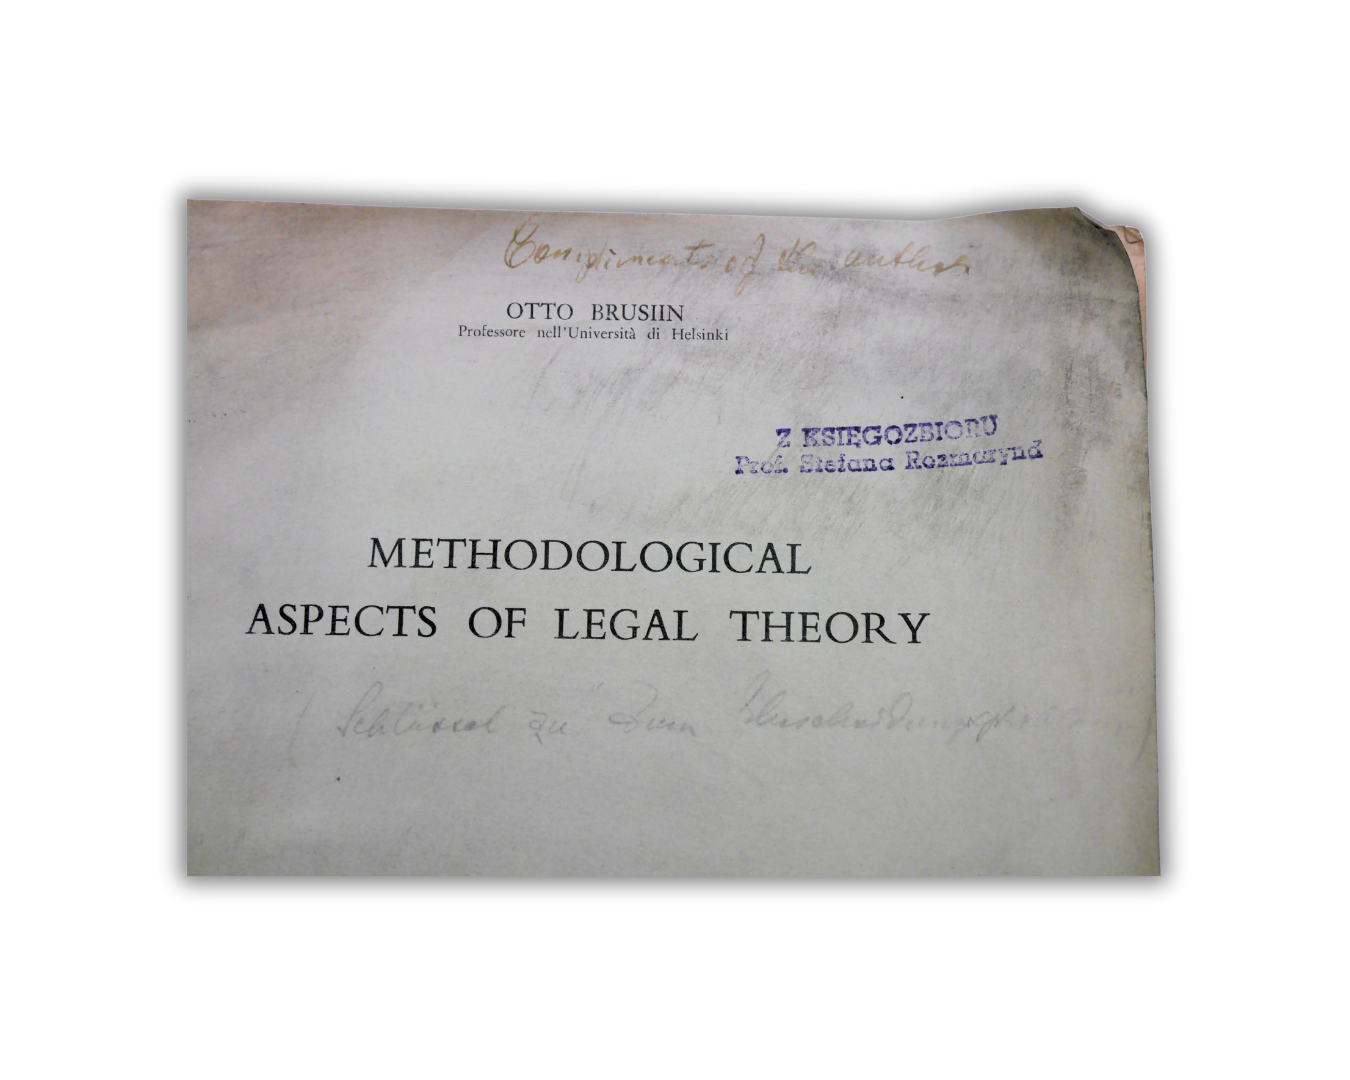 Compliments of the author
OTTO BRUSIIN
Professore nell'Università di Helsinki
Z KSIĘGOZBIORU
Prof. Stefana Rozmaryna
METHODOLOGICAL
ASPECTS OF LEGAL THEORY
( Schlüssel zu " Zum